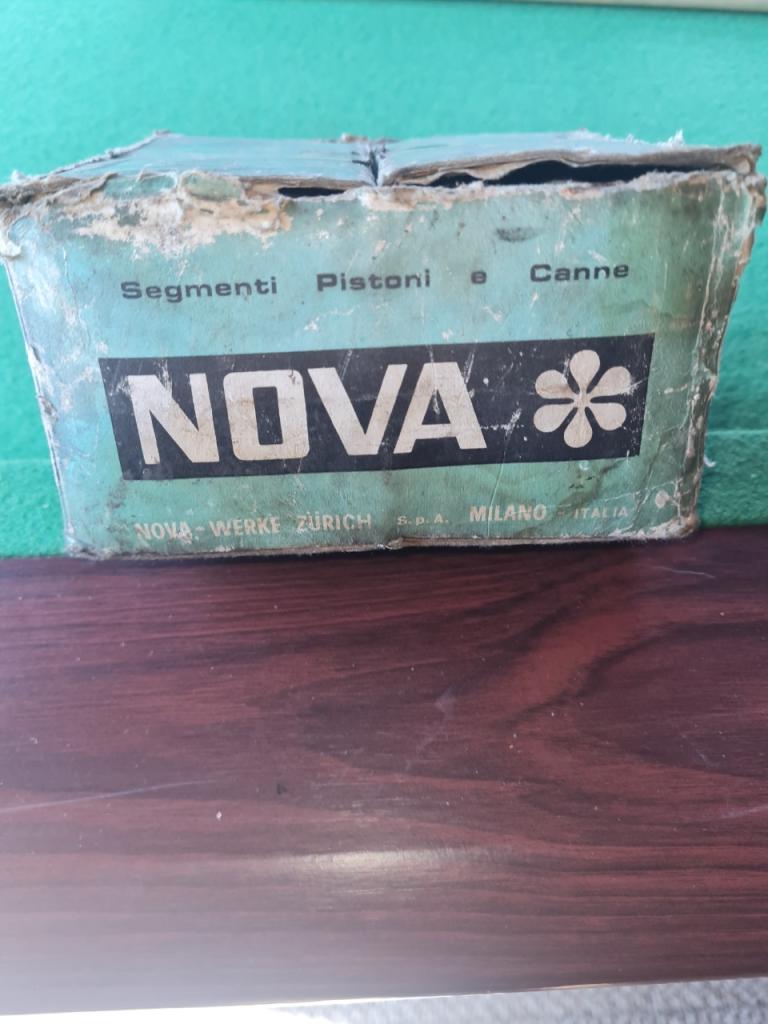 Segmenti Pistoni e Canne
NOVA
NOVA-WERKE ZÜRICH S.p.A. MILANO - ITALIA